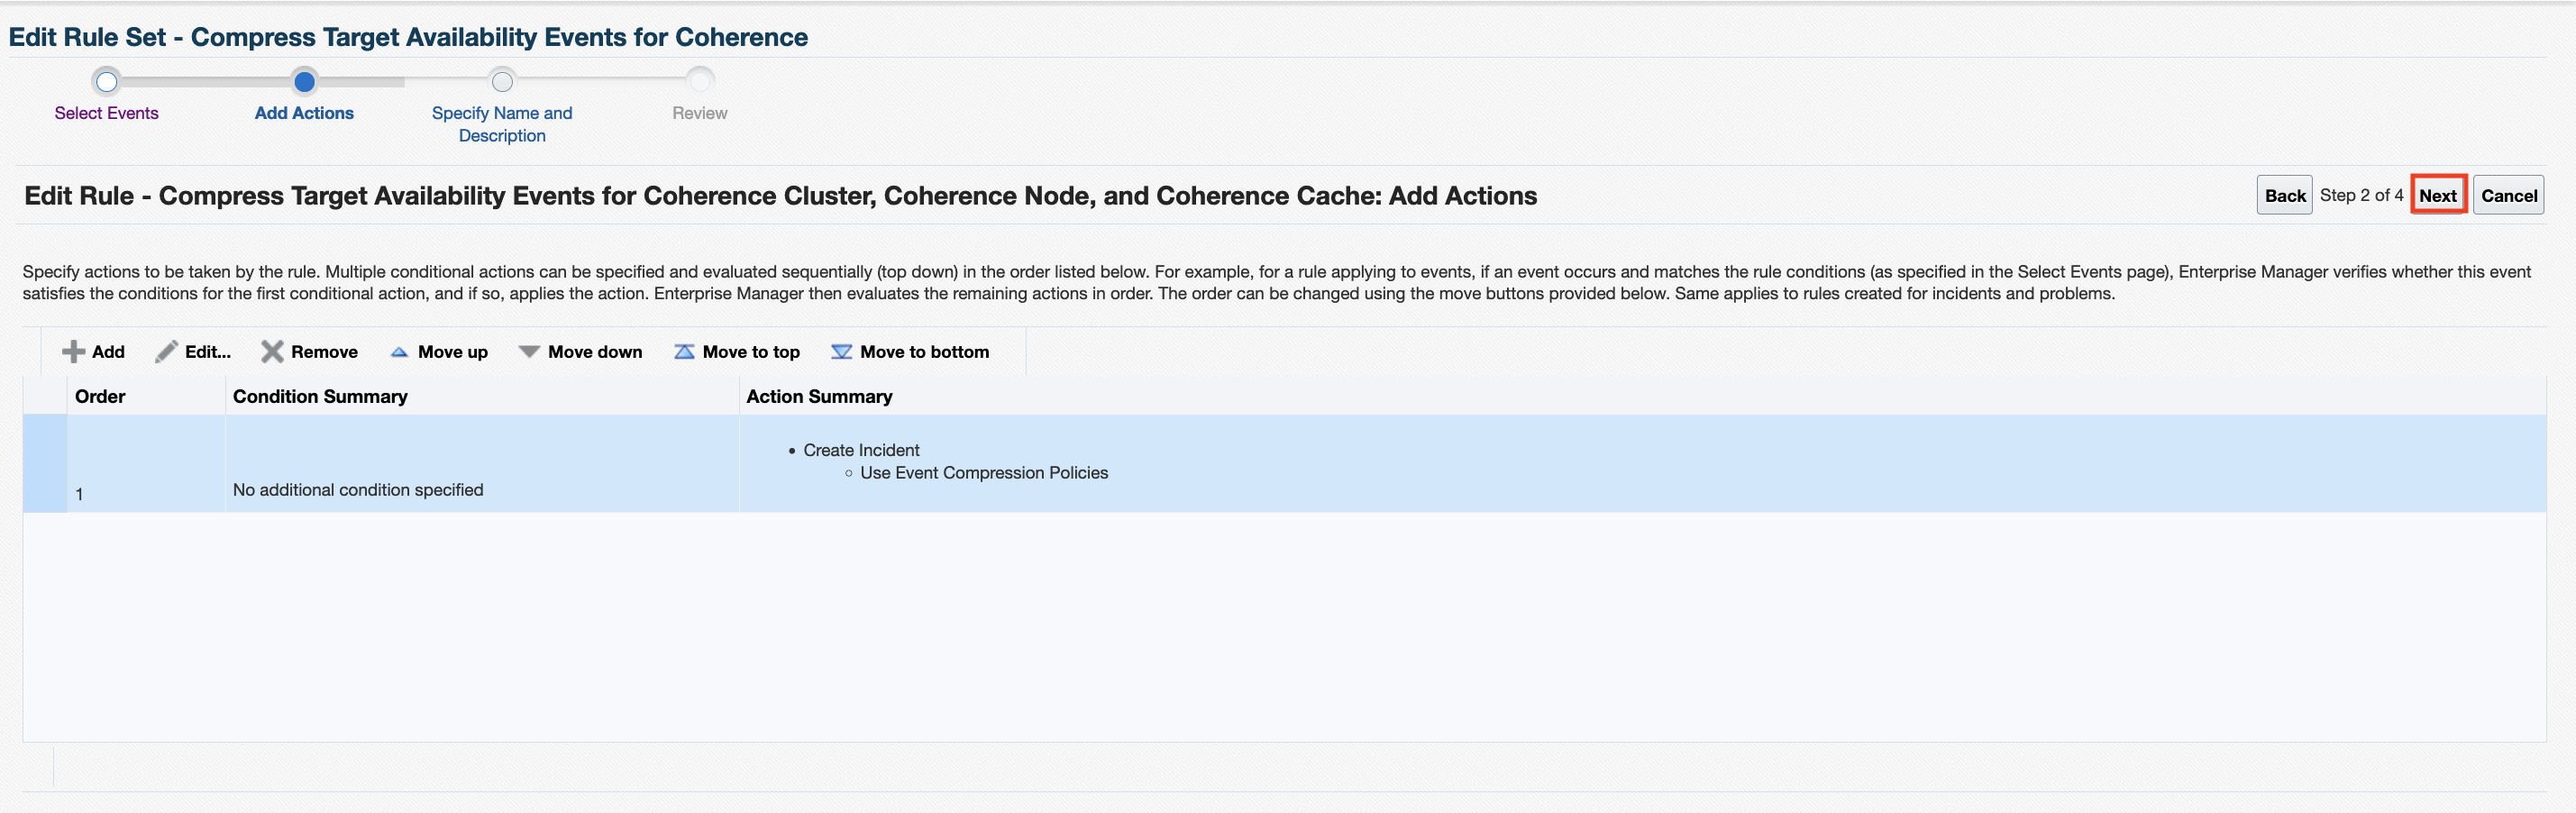 Edit Rule Set - Compress Target Availability Events for Coherence
Select Events
Add Actions
Specify Name and
Description
Review
Edit Rule - Compress Target Availability Events for Coherence Cluster, Coherence Node, and Coherence Cache: Add Actions
Back Step 2 of 4 Next Cancel
Specify actions to be taken by the rule. Multiple conditional actions can be specified and evaluated sequentially (top down) in the order listed below. For example, for a rule applying to events, if an event occurs and matches the rule conditions (as specified in the Select Events page), Enterprise Manager verifies whether this event
satisfies the conditions for the first conditional action, and if so, applies the action. Enterprise Manager then evaluates the remaining actions in order. The order can be changed using the move buttons provided below. Same applies to rules created for incidents and problems.
Add Edit... Remove Move up Move down Move to top Move to bottom
Order Condition Summary Action Summary
• Create Incident
◦ Use Event Compression Policies
1 No additional condition specified